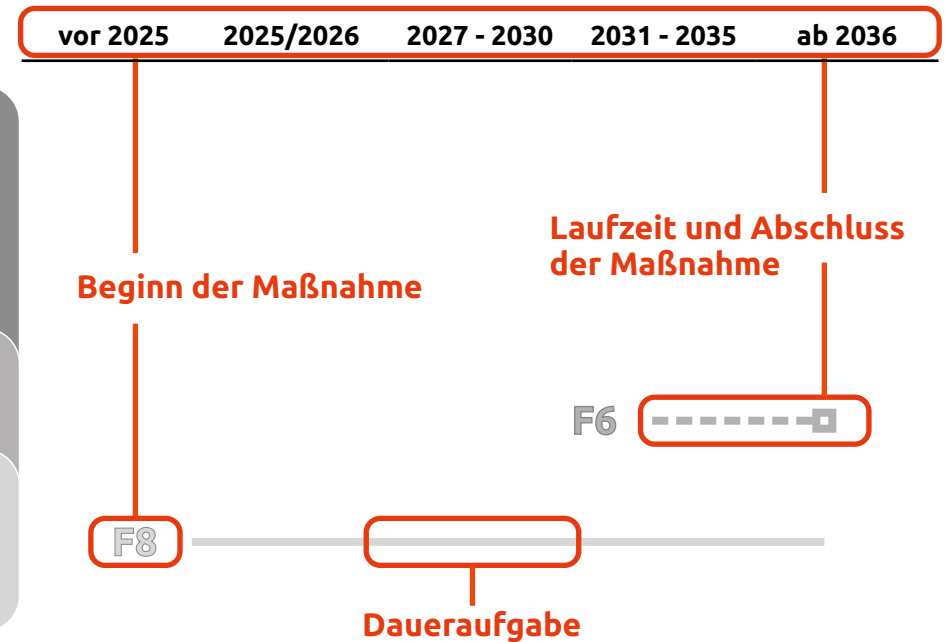 vor 2025 2025/2026 2027 - 2030 2031 - 2035 ab 2036
Laufzeit und Abschluss
der Maßnahme
Beginn der Maßnahme
F6
F8
Daueraufgabe